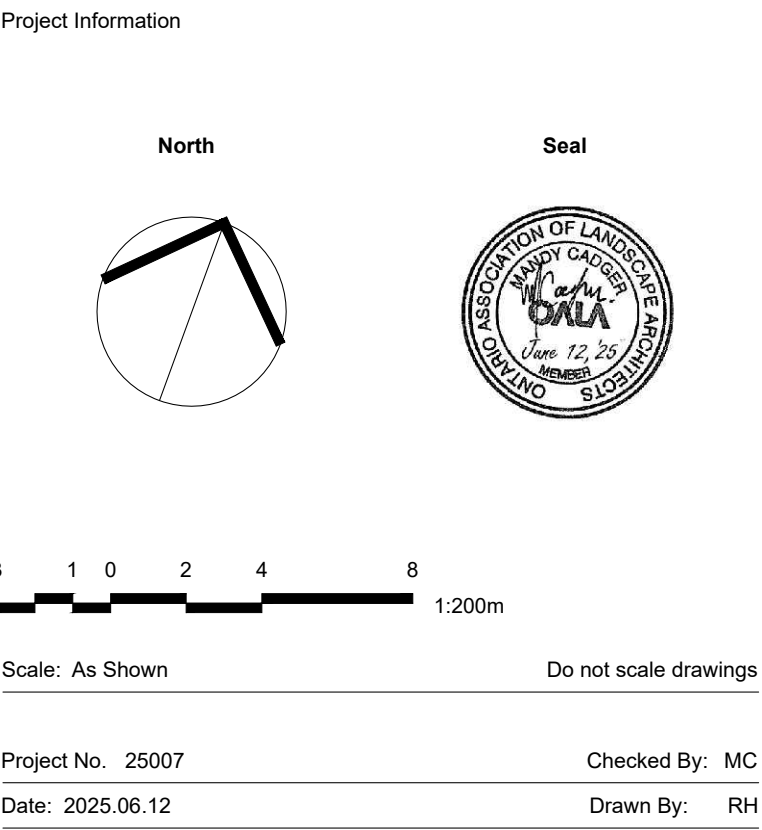 Project Information
North
Seal
ONTARIO ASSOCIATION OF LANDSCAPE ARCHITECTS
MANDY CADGER
OALA
June 12, '25
MEMBER
1 0 2 4 8
1:200m
Scale: As Shown
Do not scale drawings
Project No. 25007
Checked By: MC
Date: 2025.06.12
Drawn By: RH